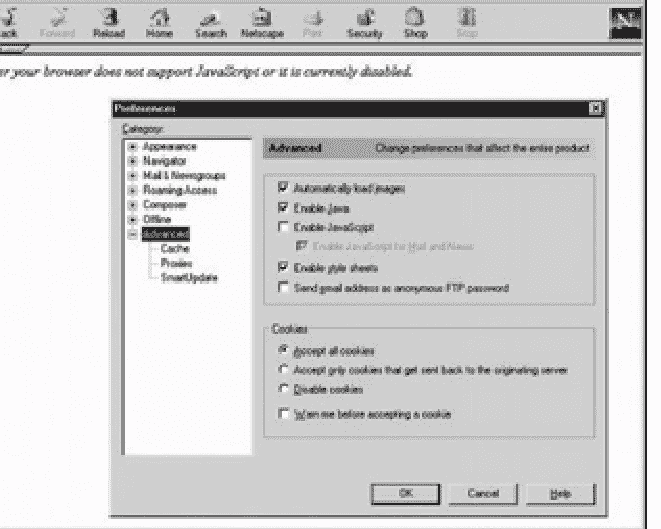 ack Forward Reload Home Search Netscape Print Security Shop Stop
er your browser does not support JavaScript or it is currently disabled.
Preferences
Category:
Appearance
Navigator
Mail & Newsgroups
Roaming Access
Composer
Offline
Advanced
Cache
Proxies
SmartUpdate
Advanced Change preferences that affect the entire product
Automatically load images
Enable Java
Enable JavaScript
Enable JavaScript for Mail and News
Enable style sheets
Send email address as anonymous FTP password
Cookies
Accept all cookies
Accept only cookies that get sent back to the originating server
Disable cookies
Warn me before accepting a cookie
OK Cancel Help